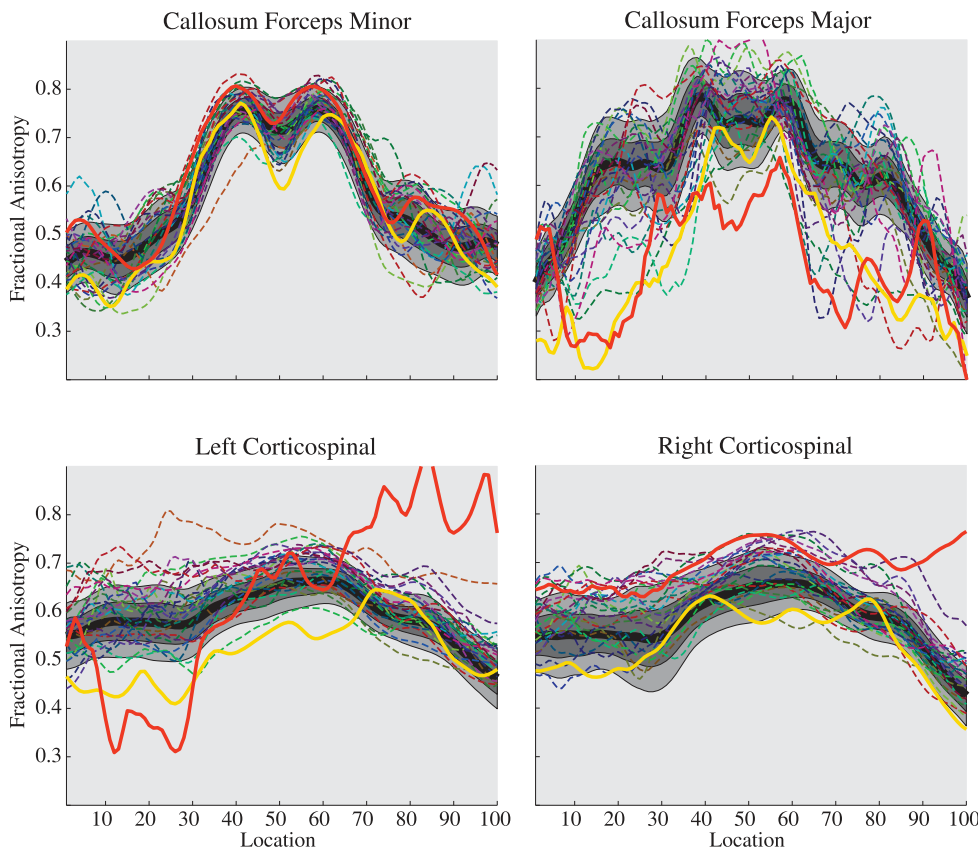 Callosum Forceps Minor
Callosum Forceps Major
Fractional Anisotropy
0.8
0.7
0.6
0.5
0.4
0.3
Left Corticospinal
Right Corticospinal
Fractional Anisotropy
0.8
0.7
0.6
0.5
0.4
0.3
10 20 30 40 50 60 70 80 90 100
10 20 30 40 50 60 70 80 90 100
Location
Location